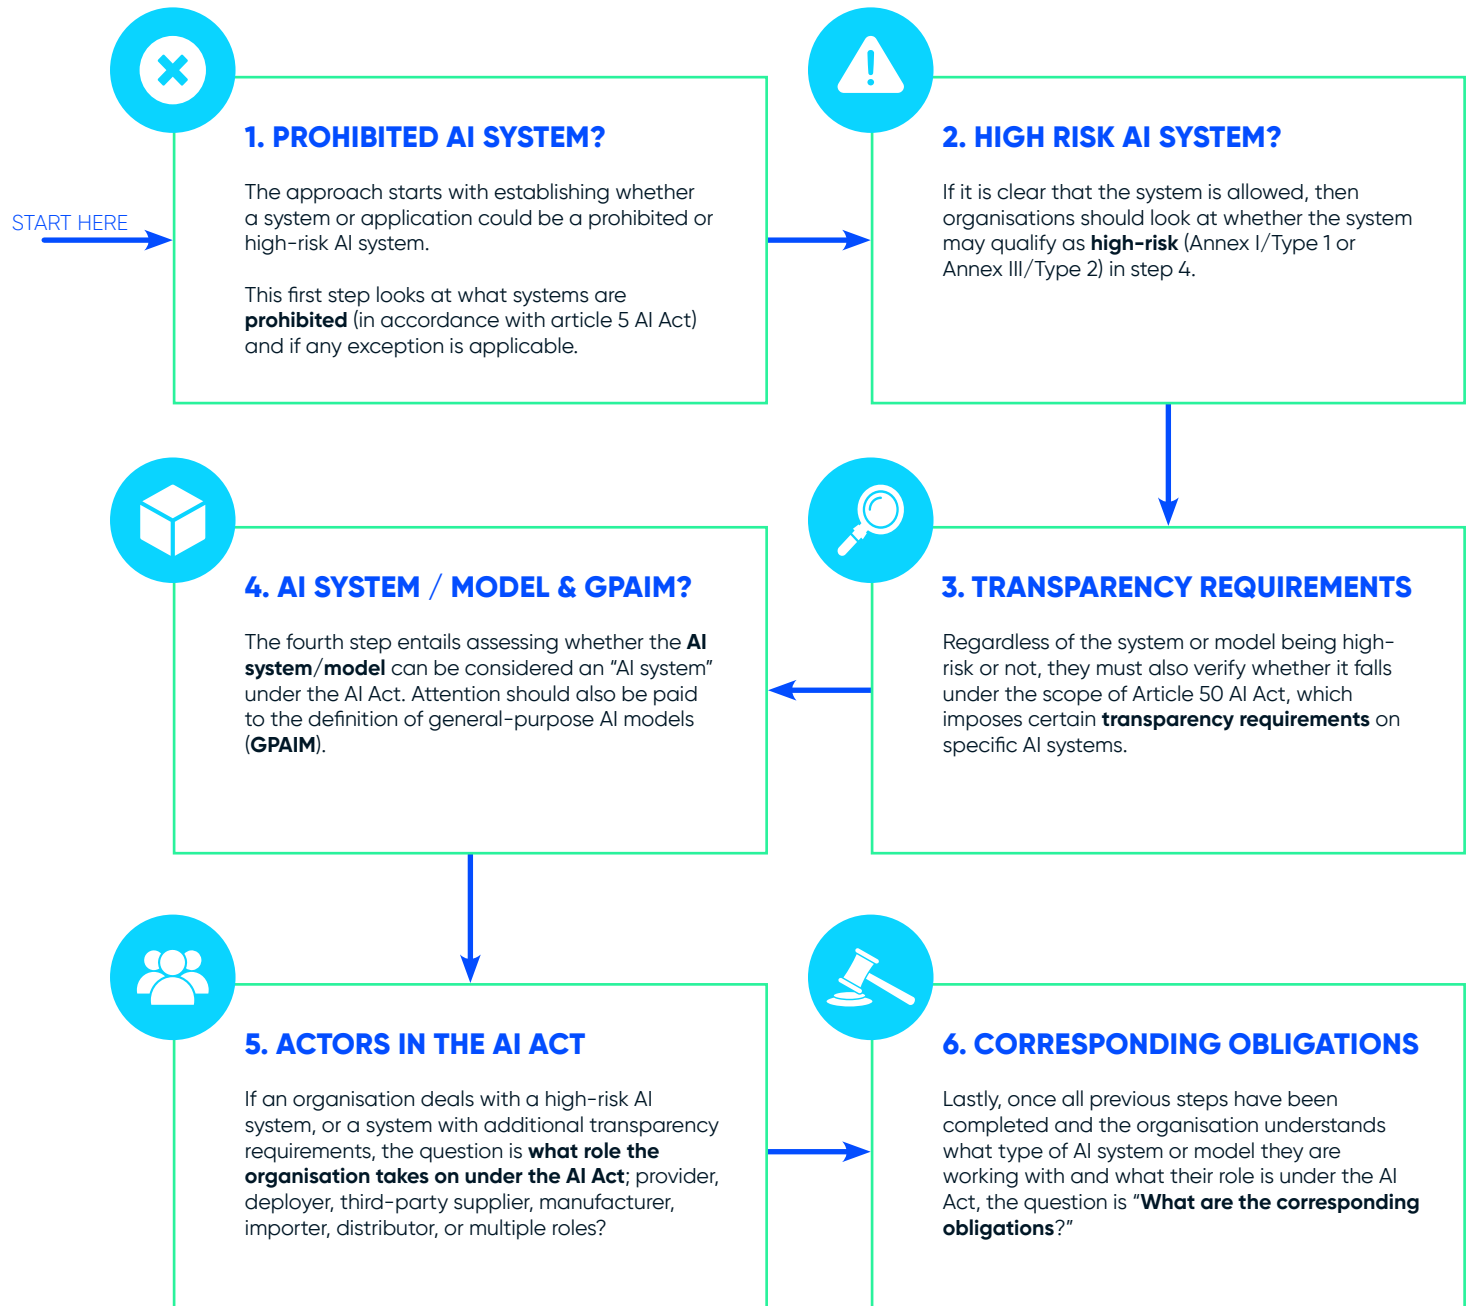 START HERE
1. PROHIBITED AI SYSTEM?
The approach starts with establishing whether
a system or application could be a prohibited or
high-risk AI system.
This first step looks at what systems are
prohibited (in accordance with article 5 AI Act)
and if any exception is applicable.
2. HIGH RISK AI SYSTEM?
If it is clear that the system is allowed, then
organisations should look at whether the system
may qualify as high-risk (Annex I/Type 1 or
Annex III/Type 2) in step 4.
3. TRANSPARENCY REQUIREMENTS
Regardless of the system or model being high-
risk or not, they must also verify whether it falls
under the scope of Article 50 AI Act, which
imposes certain transparency requirements on
specific AI systems.
4. AI SYSTEM / MODEL & GPAIM?
The fourth step entails assessing whether the AI
system/model can be considered an “AI system”
under the AI Act. Attention should also be paid
to the definition of general-purpose AI models
(GPAIM).
5. ACTORS IN THE AI ACT
If an organisation deals with a high-risk AI
system, or a system with additional transparency
requirements, the question is what role the
organisation takes on under the AI Act; provider,
deployer, third-party supplier, manufacturer,
importer, distributor, or multiple roles?
6. CORRESPONDING OBLIGATIONS
Lastly, once all previous steps have been
completed and the organisation understands
what type of AI system or model they are
working with and what their role is under the AI
Act, the question is “What are the corresponding
obligations?”